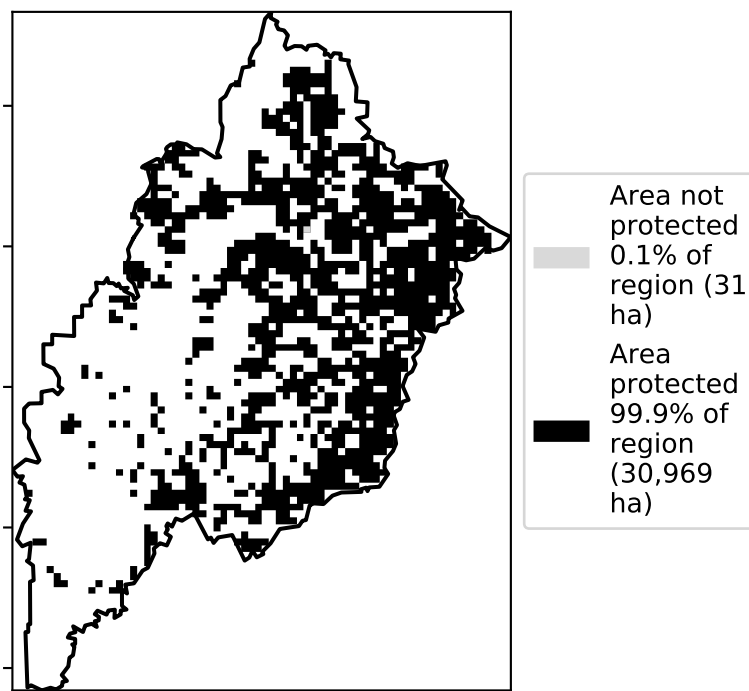 Area not
protected
0.1% of
region (31
ha)
Area
protected
99.9% of
region
(30,969
ha)